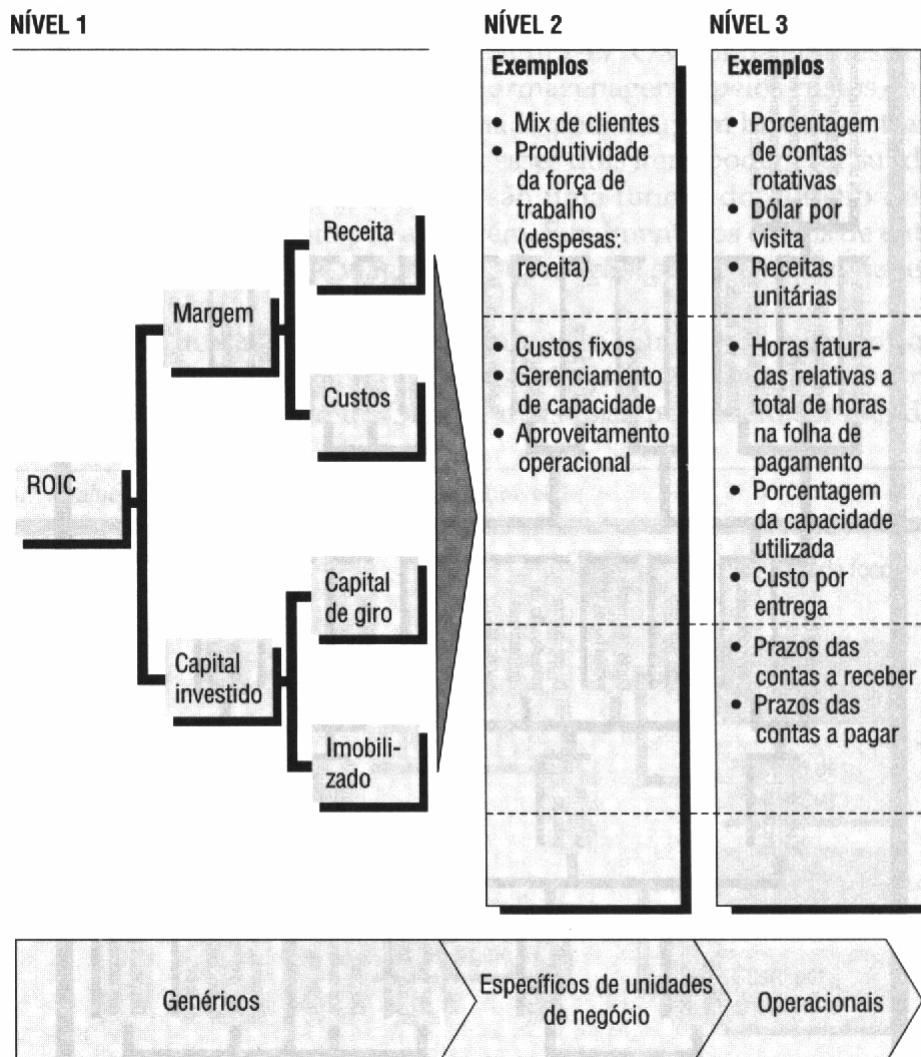 NÍVEL 1
ROIC
Margem
Capital
investido
Receita
Custos
Capital
de giro
Imobili-
zado
NÍVEL 2
Exemplos
• Mix de clientes
• Produtividade
da força de
trabalho
(despesas:
receita)
• Custos fixos
• Gerenciamento
de capacidade
• Aproveitamento
operacional
NÍVEL 3
Exemplos
• Porcentagem
de contas
rotativas
• Dólar por
visita
• Receitas
unitárias
• Horas fatura-
das relativas a
total de horas
na folha de
pagamento
• Porcentagem
da capacidade
utilizada
• Custo por
entrega
• Prazos das
contas a receber
• Prazos das
contas a pagar
Genéricos
Específicos de unidades
de negócio
Operacionais